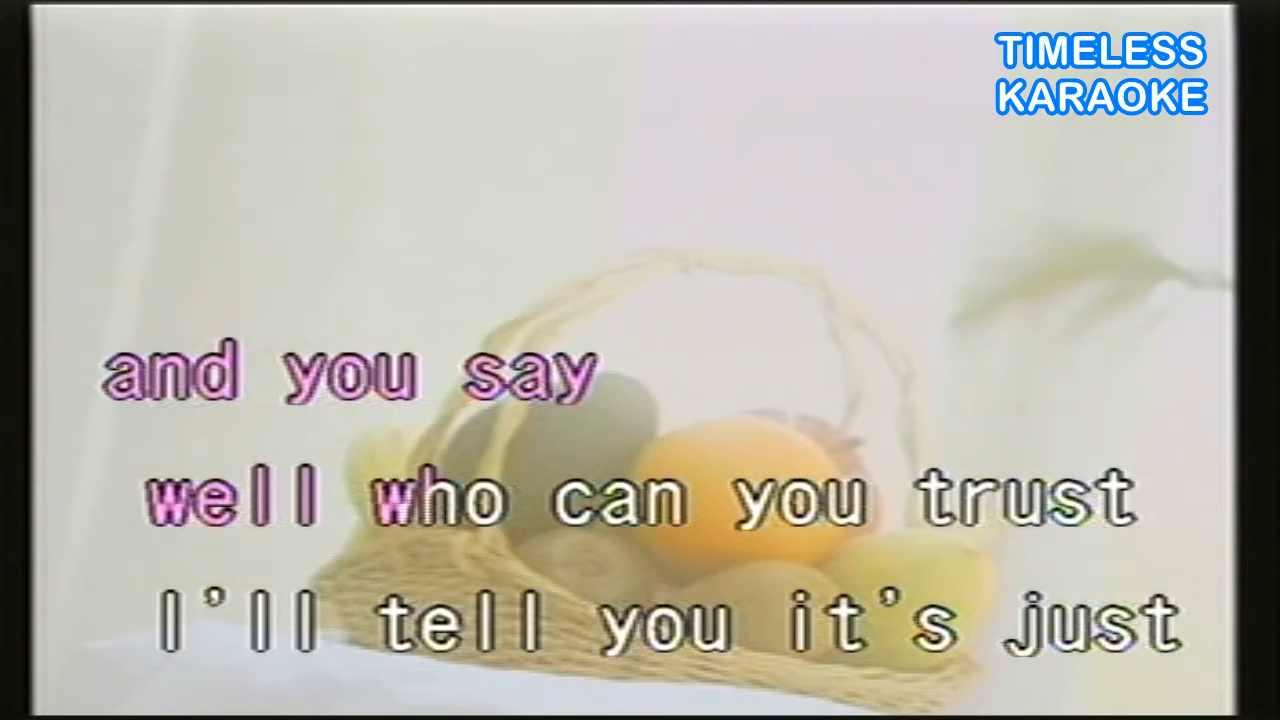 TIMELESS
KARAOKE
and you say
well who can you trust
I'll tell you it's just